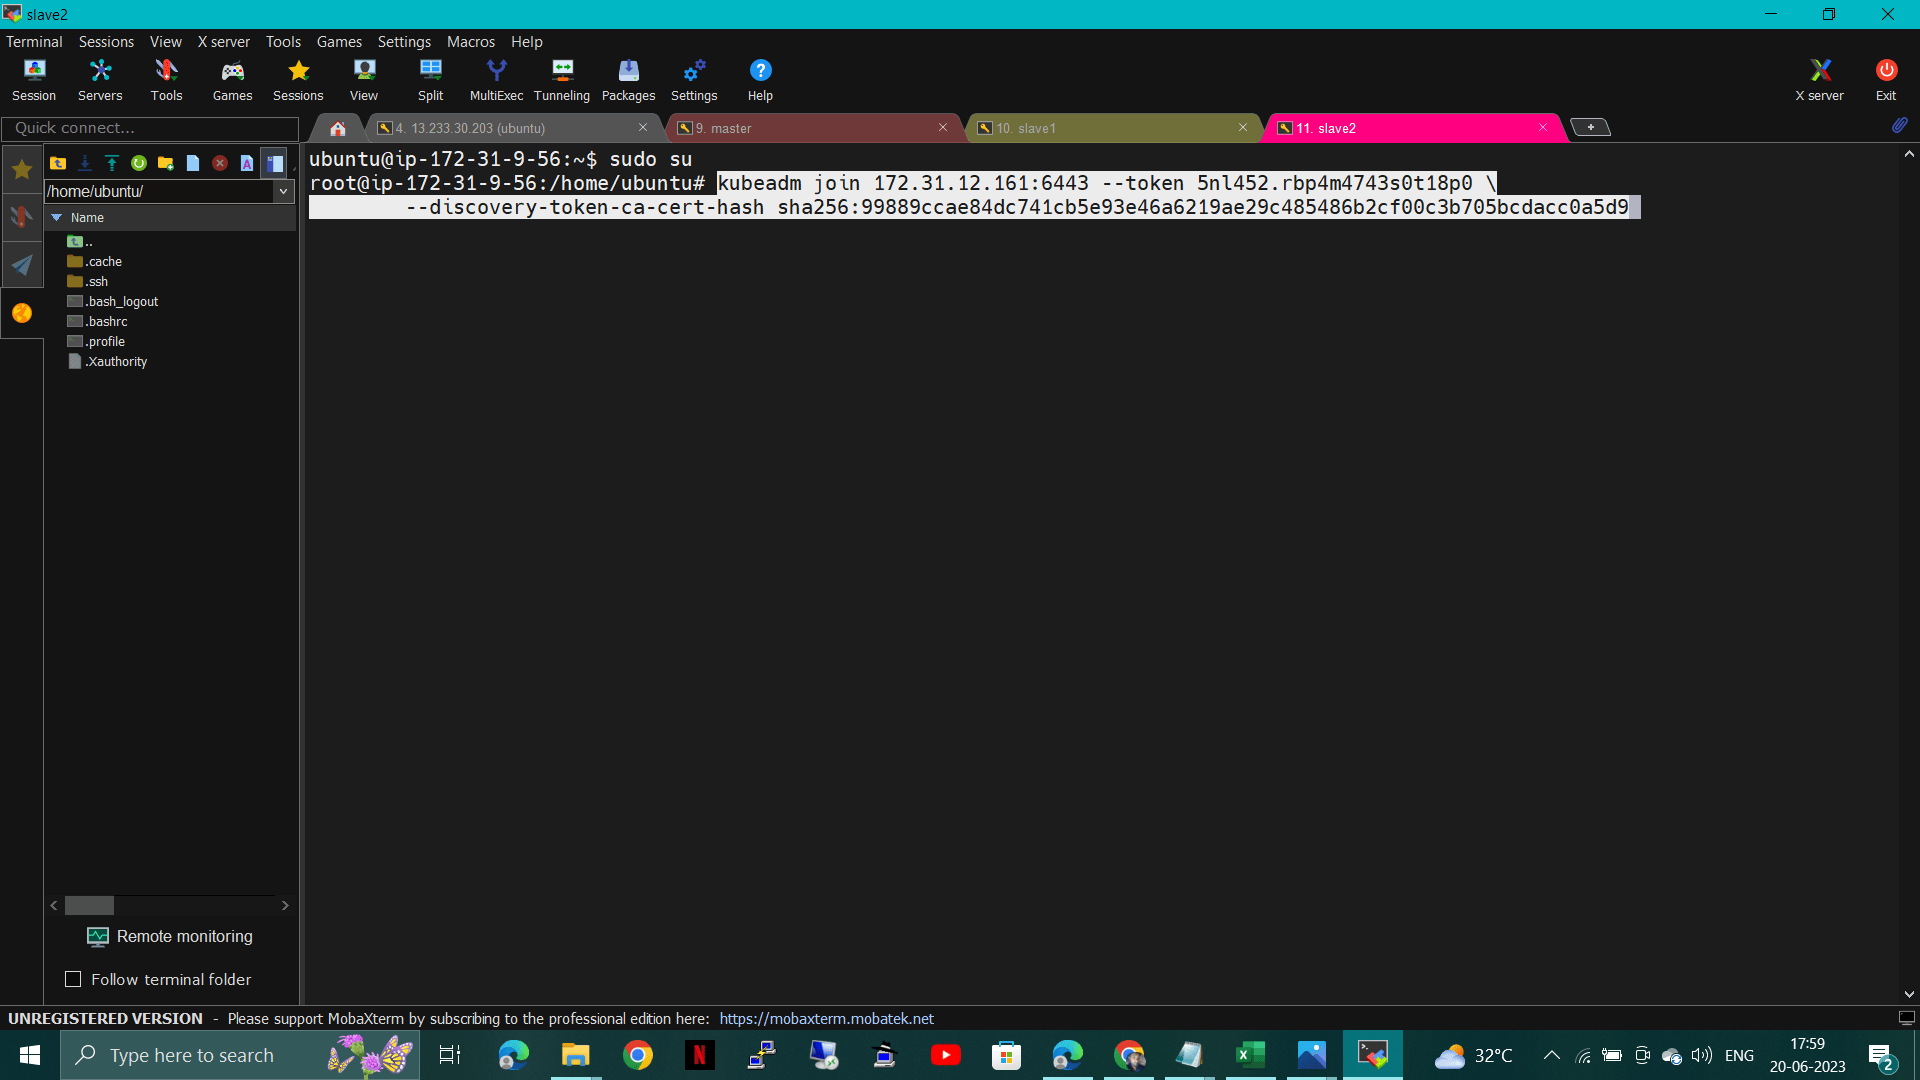 slave2
Terminal Sessions View X server Tools Games Settings Macros Help
Session Servers Tools Games Sessions View Split MultiExec Tunneling Packages Settings Help X server Exit
Quick connect...
4. 13.233.30.203 (ubuntu) 9. master 10. slave1 11. slave2
/home/ubuntu/
Name
..
.cache
.ssh
.bash_logout
.bashrc
.profile
.Xauthority
ubuntu@ip-172-31-9-56:~$ sudo su
root@ip-172-31-9-56:/home/ubuntu# kubeadm join 172.31.12.161:6443 --token 5nl452.rbp4m4743s0t18p0 \
--discovery-token-ca-cert-hash sha256:99889ccae84dc741cb5e93e46a6219ae29c485486b2cf00c3b705bcdacc0a5d9
Remote monitoring
Follow terminal folder
UNREGISTERED VERSION - Please support MobaXterm by subscribing to the professional edition here: https://mobaxterm.mobatek.net
Type here to search
32°C
ENG
17:59
20-06-2023
2